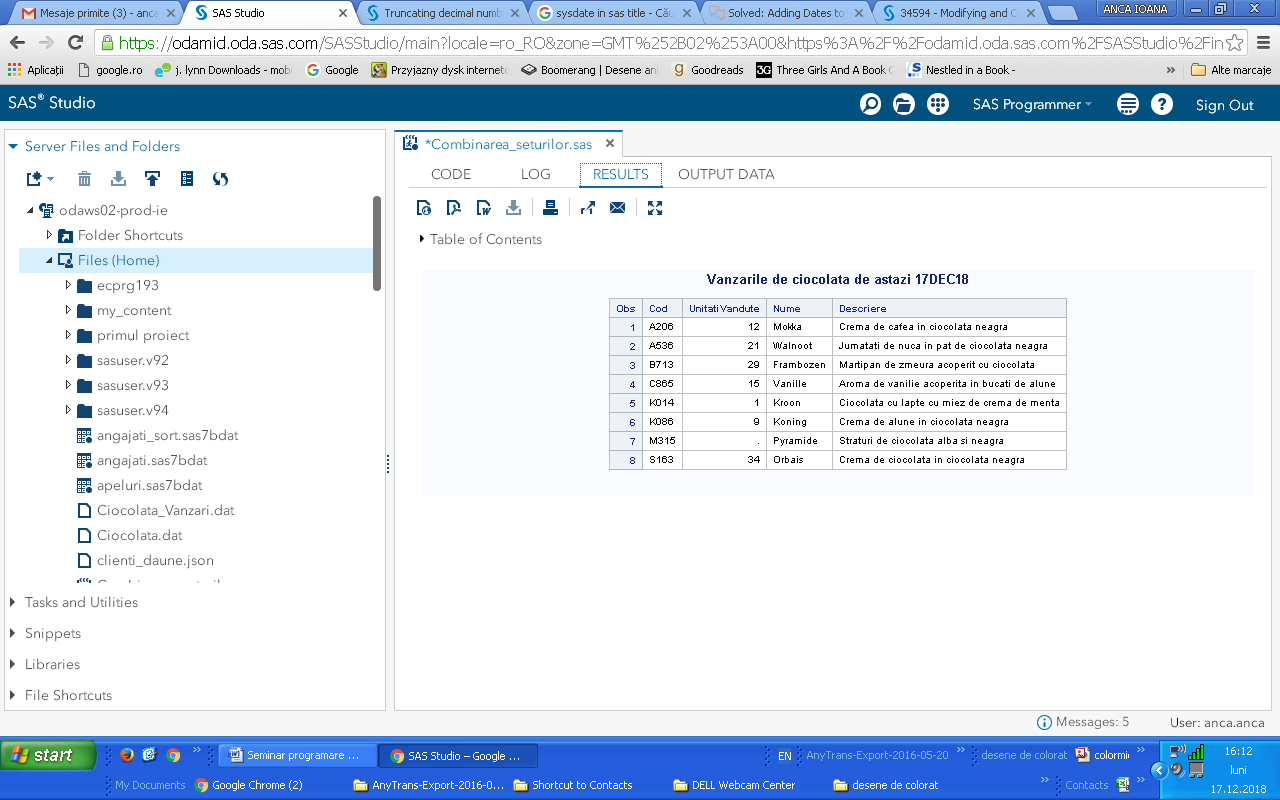 Mesaje primite (3) - anca
SAS Studio
Truncating decimal numb
sysdate in sas title - Cău
Solved: Adding Dates to
34594 - Modifying and C
ANCA IOANA
https://odamid.oda.sas.com/SASStudio/main?locale=ro_RO&zone=GMT%252B02%253A00&https%3A%2F%2Fodamid.oda.sas.com%2FSASStudio%2Fin
Aplicații google.ro j. lynn Downloads - mobi Google Przyjazny dysk interneto Boomerang | Desene ani Goodreads 3G Three Girls And A Book O Nestled in a Book - » Alte marcaje
SAS® Studio
SAS Programmer
Sign Out
Server Files and Folders
odaws02-prod-ie
Folder Shortcuts
Files (Home)
ecprg193
my_content
primul proiect
sasuser.v92
sasuser.v93
sasuser.v94
angajati_sort.sas7bdat
angajati.sas7bdat
apeluri.sas7bdat
Ciocolata_Vanzari.dat
Ciocolata.dat
clienti_daune.json
Tasks and Utilities
Snippets
Libraries
File Shortcuts
*Combinarea_seturilor.sas
CODE LOG RESULTS OUTPUT DATA
Table of Contents
Vanzarile de ciocolata de astazi 17DEC18
Obs Cod Unitati Vandute Nume Descriere
1 A206 12 Mokka Crema de cafea in ciocolata neagra
2 A536 21 Walnoot Jumatati de nuca in pat de ciocolata neagra
3 B713 29 Frambozen Martipan de zmeura acoperit cu ciocolata
4 C865 15 Vanille Aroma de vanilie acoperita in bucati de alune
5 K014 1 Kroon Ciocolata cu lapte cu miez de crema de menta
6 K086 9 Koning Crema de alune in ciocolata neagra
7 M315 . Pyramide Straturi de ciocolata alba si neagra
8 S163 34 Orbais Crema de ciocolata in ciocolata neagra
Messages: 5
User: anca.anca
start
Seminar programare ...
SAS Studio – Google ...
EN
AnyTrans-Export-2016-05-20
desene de colorat
colormi
16:12
luni
17.12.2018
My Documents
Google Chrome (2)
AnyTrans-Export-2016-0...
Shortcut to Contacts
DELL Webcam Center
desene de colorat
Contacts